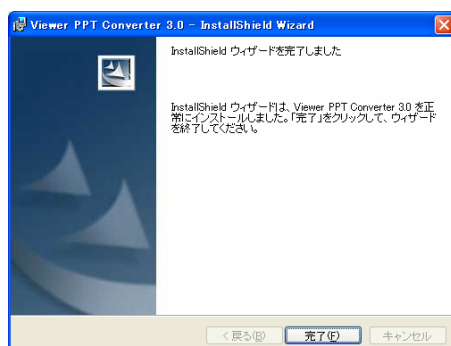 Viewer PPT Converter 3.0 - InstallShield Wizard
InstallShield ウィザードを完了しました
InstallShield ウィザードは、Viewer PPT Converter 3.0 を正
常にインストールしました。「完了」をクリックして、ウィザード
を終了してください。
< 戻る(B)
完了(F)
キャンセル